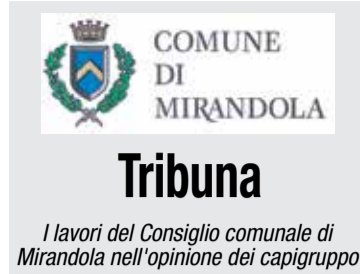 COMUNE
DI
MIRANDOLA
Tribuna
I lavori del Consiglio comunale di
Mirandola nell'opinione dei capigruppo